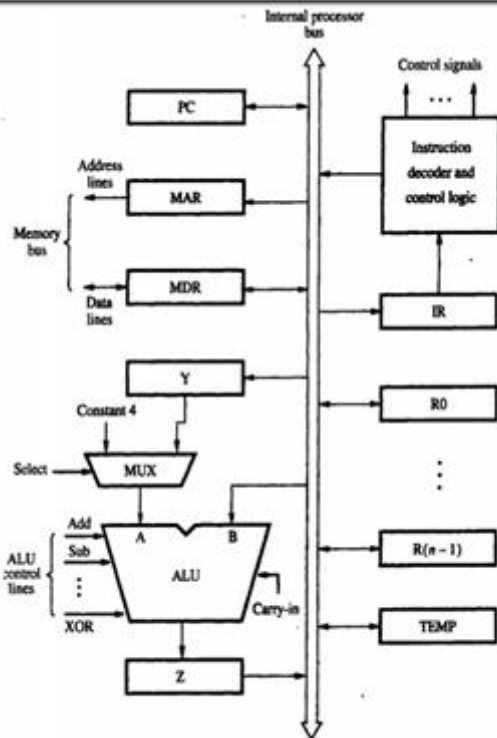 Internal processor
bus
Control signals
...
PC
Instruction
decoder and
control logic
Address
lines
MAR
Memory
bus
MDR
Data
lines
IR
Y
R0
Constant 4
Select
MUX
Add
A
B
Sub
ALU
control
lines
ALU
R(n - 1)
Carry-in
XOR
TEMP
Z